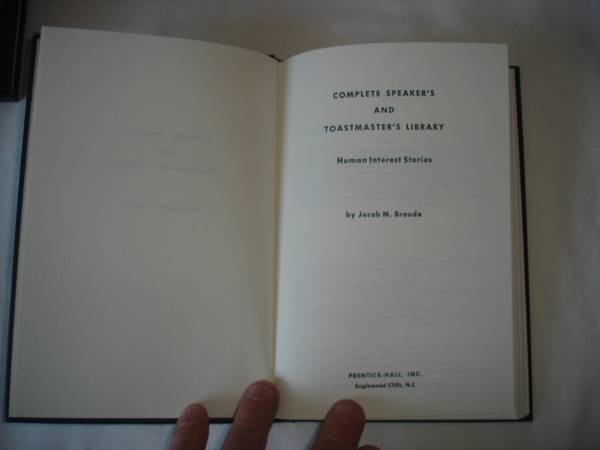 COMPLETE SPEAKER'S
AND
TOASTMASTER'S LIBRARY
Human Interest Stories
by Jacob M. Braude
PRENTICE-HALL, INC.
Englewood Cliffs, N.J.